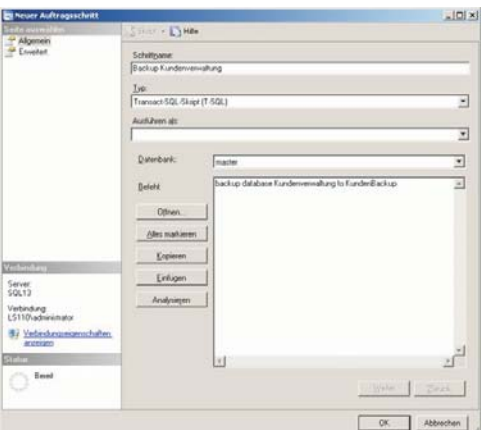 Neuer Auftragsschritt
Seite auswählen
Allgemein
Erweitert
Skript
Hilfe
Schrittname:
Backup Kundenverwaltung
Typ:
Transact-SQL-Skript (T-SQL)
Ausführen als:
Datenbank:
master
Befehl:
backup database Kundenverwaltung to KundenBackup
Öffnen...
Alles markieren
Kopieren
Einfügen
Analysieren
Verbindung
Server:
SQL13
Verbindung:
LS110\administrator
Verbindungseigenschaften
anzeigen
Status
Bereit
Weiter
Zurück
OK
Abbrechen